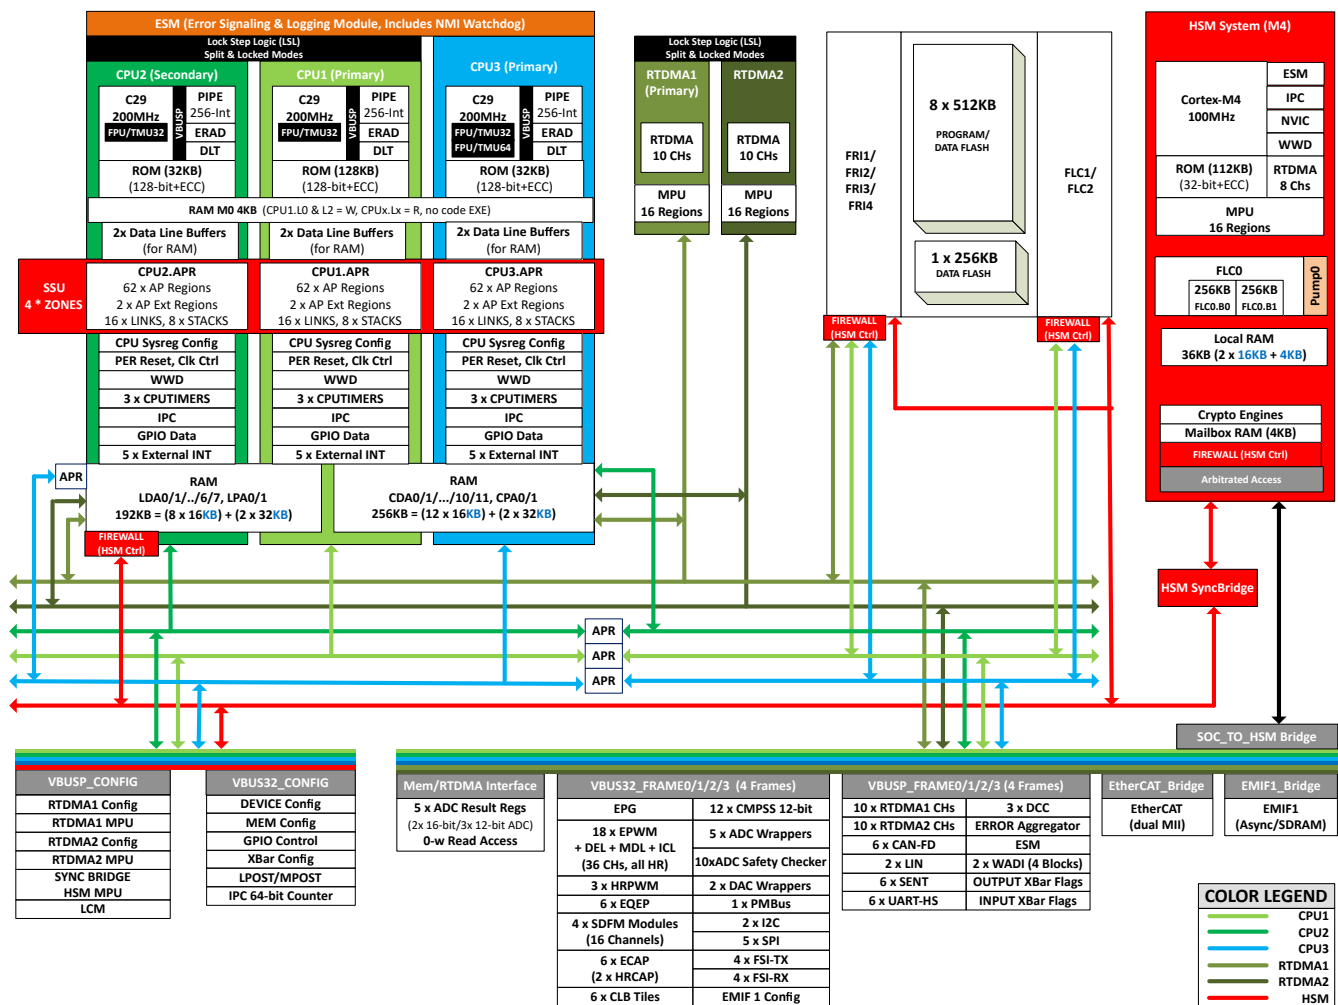 ESM (Error Signaling & Logging Module, Includes NMI Watchdog)
Lock Step Logic (LSL)
Split & Locked Modes
CPU2 (Secondary)
C29
200MHz
FPU/TMU32
VBUSP
PIPE
256-Int
ERAD
DLT
ROM (32KB)
(128-bit+ECC)
CPU1 (Primary)
C29
200MHz
FPU/TMU32
VBUSP
PIPE
256-Int
ERAD
DLT
ROM (128KB)
(128-bit+ECC)
CPU3 (Primary)
C29
200MHz
FPU/TMU32
FPU/TMU64
VBUSP
PIPE
256-Int
ERAD
DLT
ROM (32KB)
(128-bit+ECC)
RAM M0 4KB (CPU1.L0 & L2 = W, CPUx.Lx = R, no code EXE)
2x Data Line Buffers
(for RAM)
2x Data Line Buffers
(for RAM)
2x Data Line Buffers
(for RAM)
SSU
4 * ZONES
CPU2.APR
62 x AP Regions
2 x AP Ext Regions
16 x LINKS, 8 x STACKS
CPU1.APR
62 x AP Regions
2 x AP Ext Regions
16 x LINKS, 8 x STACKS
CPU3.APR
62 x AP Regions
2 x AP Ext Regions
16 x LINKS, 8 x STACKS
CPU Sysreg Config
PER Reset, Clk Ctrl
WWD
3 x CPUTIMERS
IPC
GPIO Data
5 x External INT
CPU Sysreg Config
PER Reset, Clk Ctrl
WWD
3 x CPUTIMERS
IPC
GPIO Data
5 x External INT
CPU Sysreg Config
PER Reset, Clk Ctrl
WWD
3 x CPUTIMERS
IPC
GPIO Data
5 x External INT
APR
RAM
LDA0/1/../6/7, LPA0/1
192KB = (8 x 16KB) + (2 x 32KB)
RAM
CDA0/1/.../10/11, CPA0/1
256KB = (12 x 16KB) + (2 x 32KB)
FIREWALL
(HSM Ctrl)
Lock Step Logic (LSL)
Split & Locked Modes
RTDMA1
(Primary)
RTDMA
10 CHs
MPU
16 Regions
RTDMA2
RTDMA
10 CHs
MPU
16 Regions
FRI1/
FRI2/
FRI3/
FRI4
8 x 512KB
PROGRAM/
DATA FLASH
1 x 256KB
DATA FLASH
FLC1/
FLC2
FIREWALL
(HSM Ctrl)
FIREWALL
(HSM Ctrl)
HSM System (M4)
Cortex-M4
100MHz
ESM
IPC
NVIC
WWD
ROM (112KB)
(32-bit+ECC)
RTDMA
8 Chs
MPU
16 Regions
FLC0
256KB
FLC0.B0
256KB
FLC0.B1
Pump0
Local RAM
36KB (2 x 16KB + 4KB)
Crypto Engines
Mailbox RAM (4KB)
FIREWALL (HSM Ctrl)
Arbitrated Access
HSM SyncBridge
APR
APR
APR
SOC_TO_HSM Bridge
VBUSP_CONFIG
RTDMA1 Config
RTDMA1 MPU
RTDMA2 Config
RTDMA2 MPU
SYNC BRIDGE
HSM MPU
LCM
VBUS32_CONFIG
DEVICE Config
MEM Config
GPIO Control
XBar Config
LPOST/MPOST
IPC 64-bit Counter
Mem/RTDMA Interface
5 x ADC Result Regs
(2x 16-bit/3x 12-bit ADC)
0-w Read Access
VBUS32_FRAME0/1/2/3 (4 Frames)
EPG
18 x EPWM
+ DEL + MDL + ICL
(36 CHs, all HR)
3 x HRPWM
6 x EQEP
4 x SDFM Modules
(16 Channels)
6 x ECAP
(2 x HRCAP)
6 x CLB Tiles
12 x CMPSS 12-bit
5 x ADC Wrappers
10xADC Safety Checker
2 x DAC Wrappers
1 x PMBus
2 x I2C
5 x SPI
4 x FSI-TX
4 x FSI-RX
EMIF 1 Config
VBUSP_FRAME0/1/2/3 (4 Frames)
10 x RTDMA1 CHs
10 x RTDMA2 CHs
6 x CAN-FD
2 x LIN
6 x SENT
6 x UART-HS
3 x DCC
ERROR Aggregator
ESM
2 x WADI (4 Blocks)
OUTPUT XBar Flags
INPUT XBar Flags
EtherCAT_Bridge
EtherCAT
(dual MII)
EMIF1_Bridge
EMIF1
(Async/SDRAM)
COLOR LEGEND
CPU1
CPU2
CPU3
RTDMA1
RTDMA2
HSM